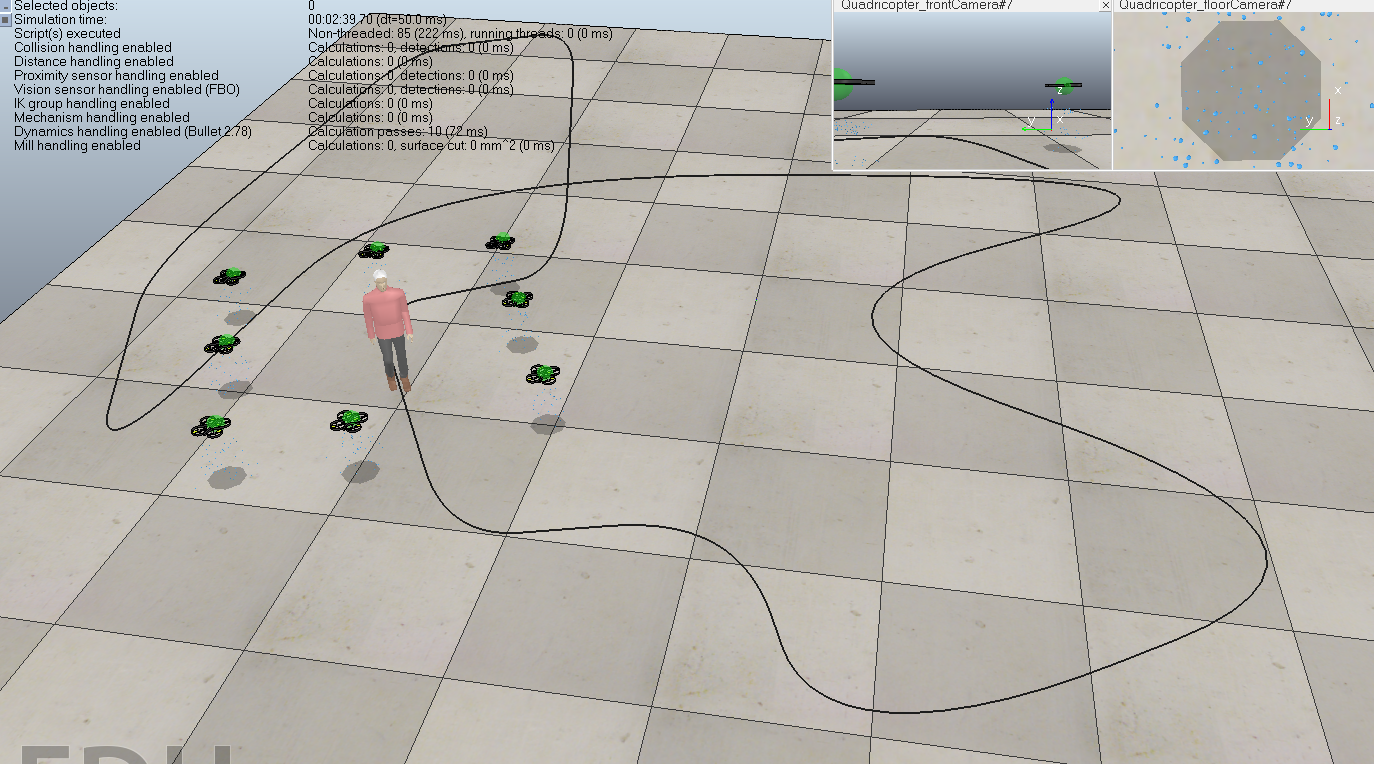 Selected objects: 0
Simulation time: 00:02:39.70 (dt=50.0 ms)
Script(s) executed Non-threaded: 85 (222 ms), running threads: 0 (0 ms)
Collision handling enabled Calculations: 0, detections: 0 (0 ms)
Distance handling enabled Calculations: 0 (0 ms)
Proximity sensor handling enabled Calculations: 0, detections: 0 (0 ms)
Vision sensor handling enabled (FBO) Calculations: 0, detections: 0 (0 ms)
IK group handling enabled Calculations: 0 (0 ms)
Mechanism handling enabled Calculations: 0 (0 ms)
Dynamics handling enabled (Bullet 2.78) Calculation passes: 10 (72 ms)
Mill handling enabled Calculations: 0, surface cut: 0 mm^2 (0 ms)
Quadricopter_frontCamera#7
z
y x
Quadricopter_floorCamera#7
x
y z